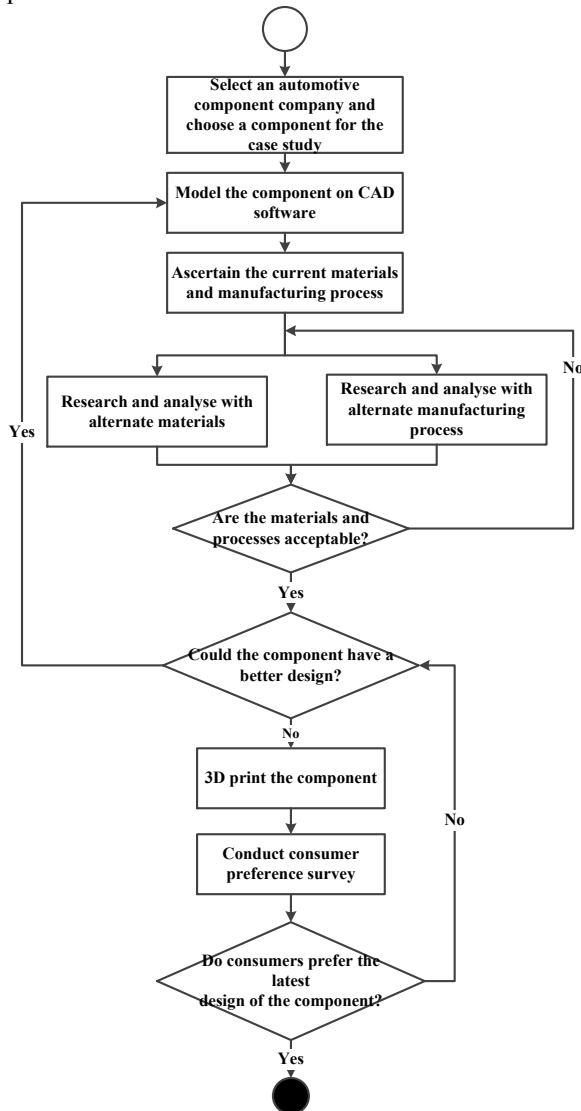 Select an automotive
component company and
choose a component for the
case study
Model the component on CAD
software
Ascertain the current materials
and manufacturing process
No
Research and analyse with
alternate materials
Research and analyse with
alternate manufacturing
process
Yes
Are the materials and
processes acceptable?
Yes
Could the component have a
better design?
No
3D print the component
No
Conduct consumer
preference survey
Do consumers prefer the
latest
design of the component?
Yes